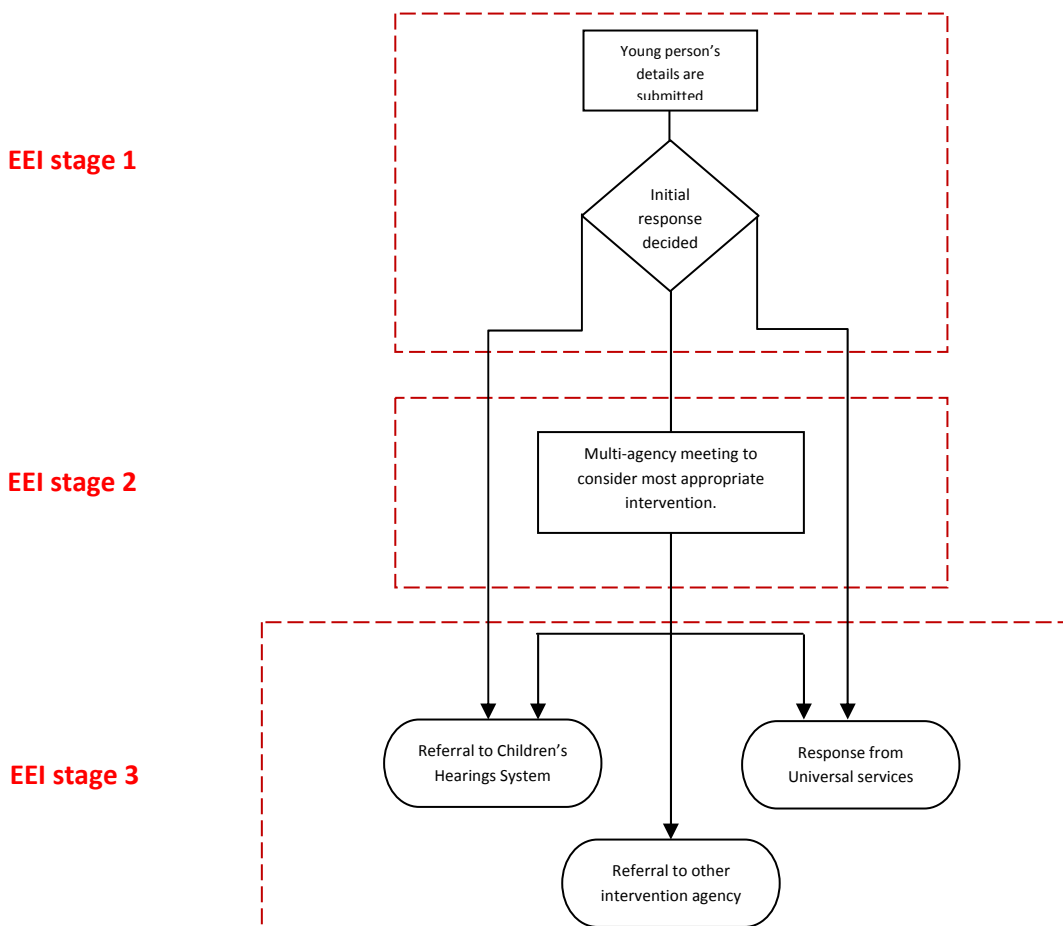 EEI stage 1
Young person’s
details are
submitted
Initial
response
decided
EEI stage 2
Multi-agency meeting to
consider most appropriate
intervention.
EEI stage 3
Referral to Children’s
Hearings System
Response from
Universal services
Referral to other
intervention agency